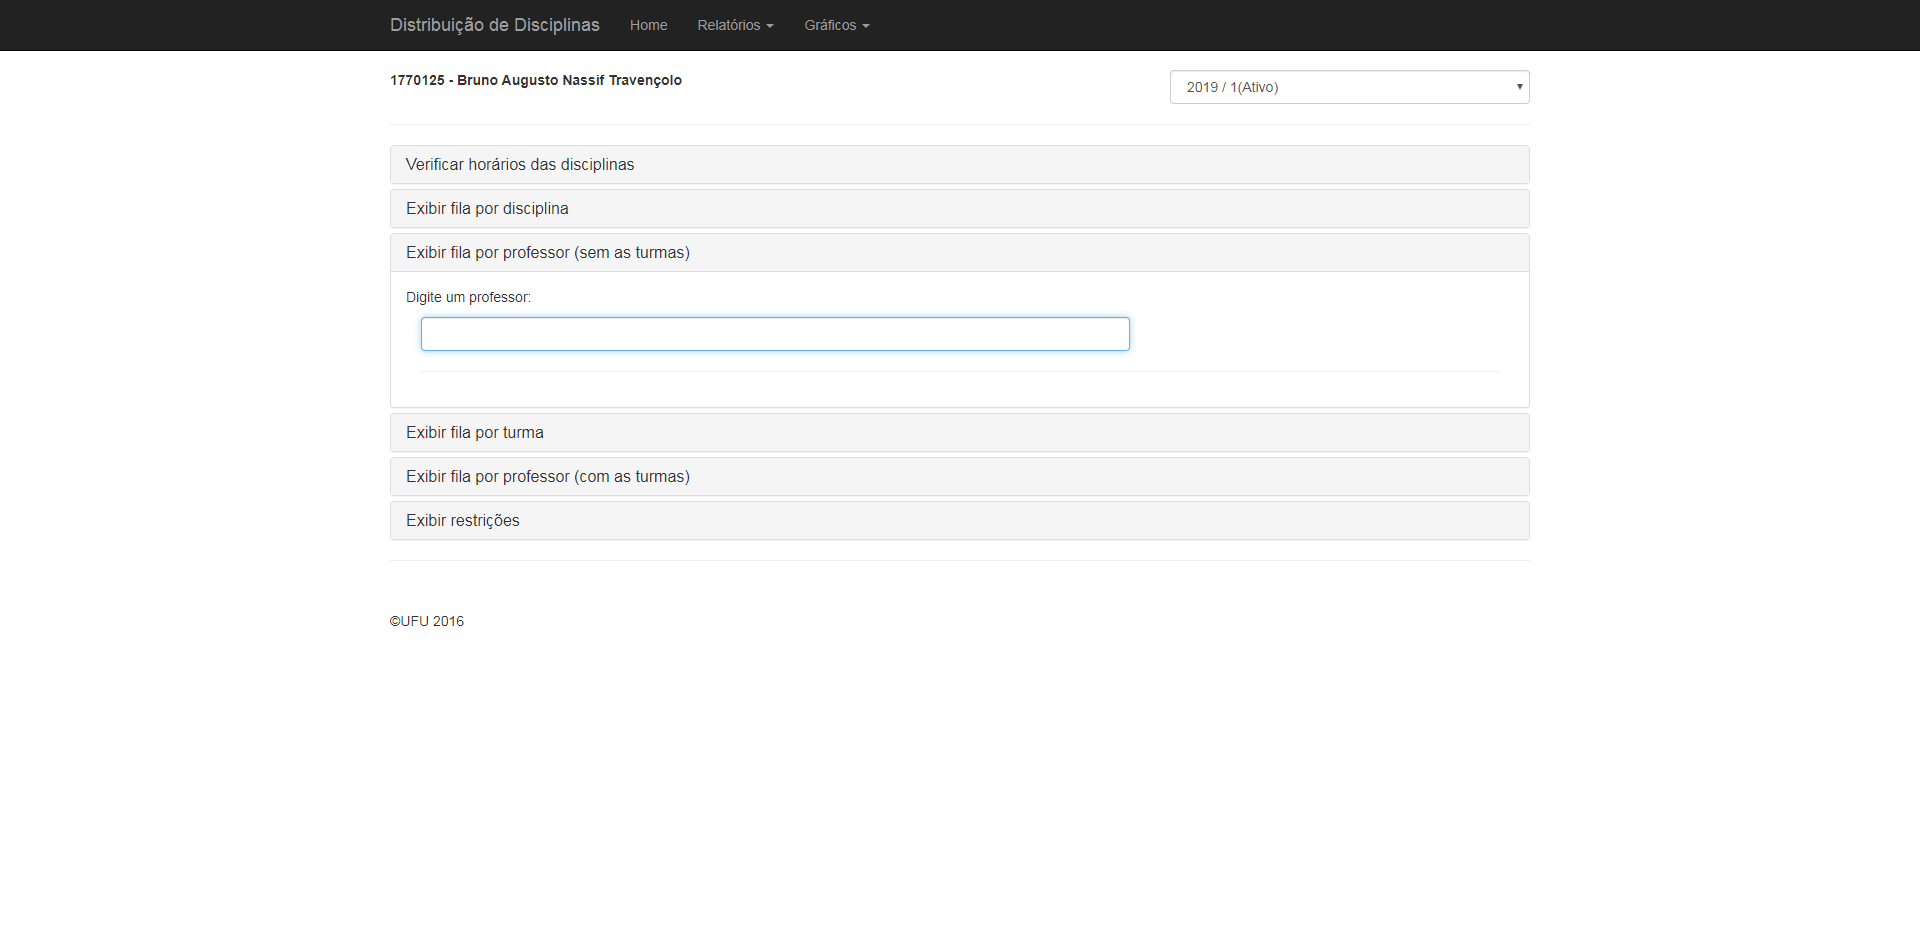 Distribuição de Disciplinas Home Relatórios Gráficos
1770125 - Bruno Augusto Nassif Travençolo
2019 / 1(Ativo)
Verificar horários das disciplinas
Exibir fila por disciplina
Exibir fila por professor (sem as turmas)
Digite um professor:
Exibir fila por turma
Exibir fila por professor (com as turmas)
Exibir restrições
©UFU 2016